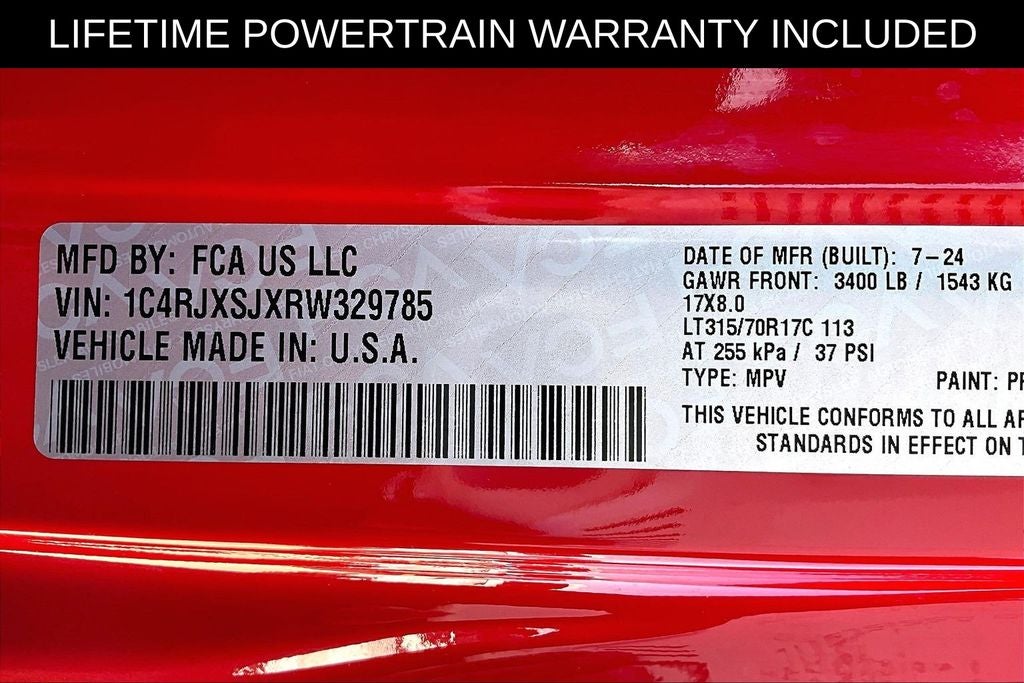 LIFETIME POWERTRAIN WARRANTY INCLUDED
MFD BY: FCA US LLC
VIN: 1C4RJXSJXRW329785
VEHICLE MADE IN: U.S.A.
DATE OF MFR (BUILT): 7-24
GAWR FRONT: 3400 LB / 1543 KG
17X8.0
LT315/70R17C 113
AT 255 kPa / 37 PSI
TYPE: MPV PAINT:
THIS VEHICLE CONFORMS TO ALL
STANDARDS IN EFFECT ON